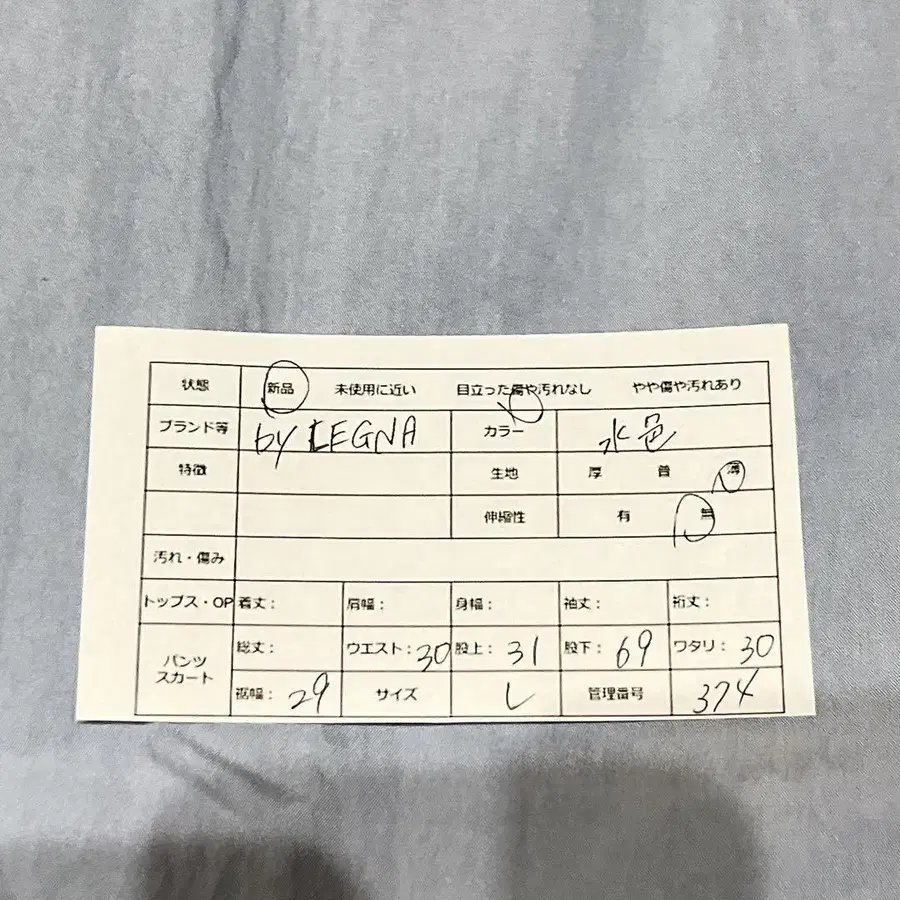 状態 新品 未使用に近い 目立った傷や汚れなし やや傷や汚れあり
ブランド等 by LEGNA カラー 水色
特徴 生地 厚 普 薄
伸縮性 有 無
汚れ・傷み
トップス・OP 着丈: 肩幅: 身幅: 袖丈: 裄丈:
パンツ スカート 総丈: ウエスト: 30 股上: 31 股下: 69 ワタリ: 30
裾幅: 29 サイズ L 管理番号 374